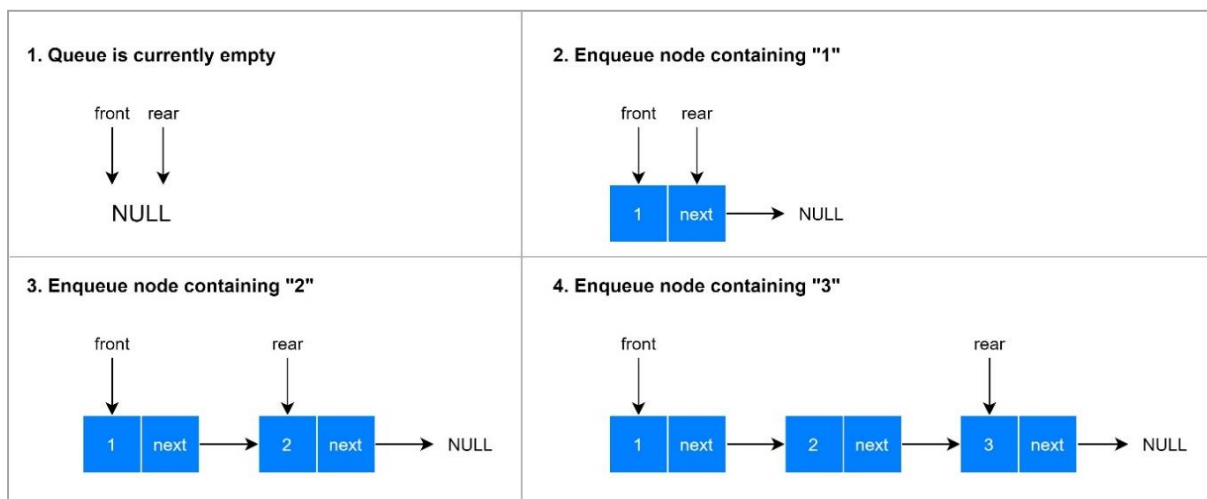 1. Queue is currently empty
front rear
NULL
2. Enqueue node containing "1"
front rear
1 next NULL
3. Enqueue node containing "2"
front rear
1 next 2 next NULL
4. Enqueue node containing "3"
front rear
1 next 2 next 3 next NULL